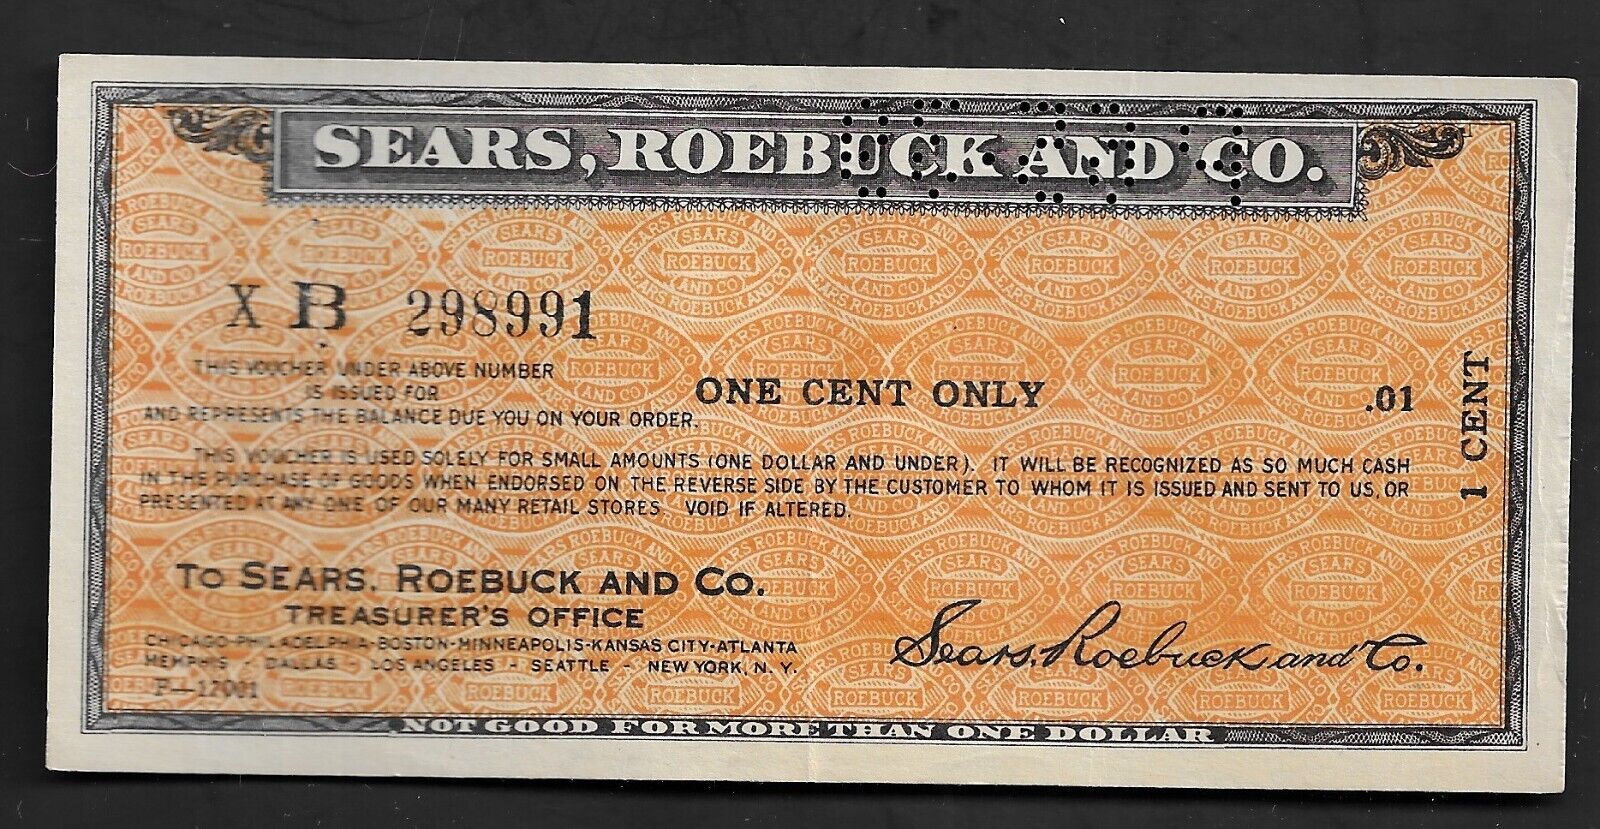 SEARS, ROEBUCK AND CO.
X B 298991
THIS VOUCHER UNDER ABOVE NUMBER
IS ISSUED FOR
AND REPRESENTS THE BALANCE DUE YOU ON YOUR ORDER.
ONE CENT ONLY .01
1 CENT
THIS VOUCHER IS USED SOLELY FOR SMALL AMOUNTS (ONE DOLLAR AND UNDER). IT WILL BE RECOGNIZED AS SO MUCH CASH
IN THE PURCHASE OF GOODS WHEN ENDORSED ON THE REVERSE SIDE BY THE CUSTOMER TO WHOM IT IS ISSUED AND SENT TO US, OR
PRESENTED AT ANY ONE OF OUR MANY RETAIL STORES. VOID IF ALTERED.
TO SEARS, ROEBUCK AND CO.
TREASURER'S OFFICE
CHICAGO-PHILADELPHIA-BOSTON-MINNEAPOLIS-KANSAS CITY-ATLANTA
MEMPHIS - DALLAS - LOS ANGELES - SEATTLE - NEW YORK, N. Y.
F—12001
Sears, Roebuck and Co.
NOT GOOD FOR MORE THAN ONE DOLLAR